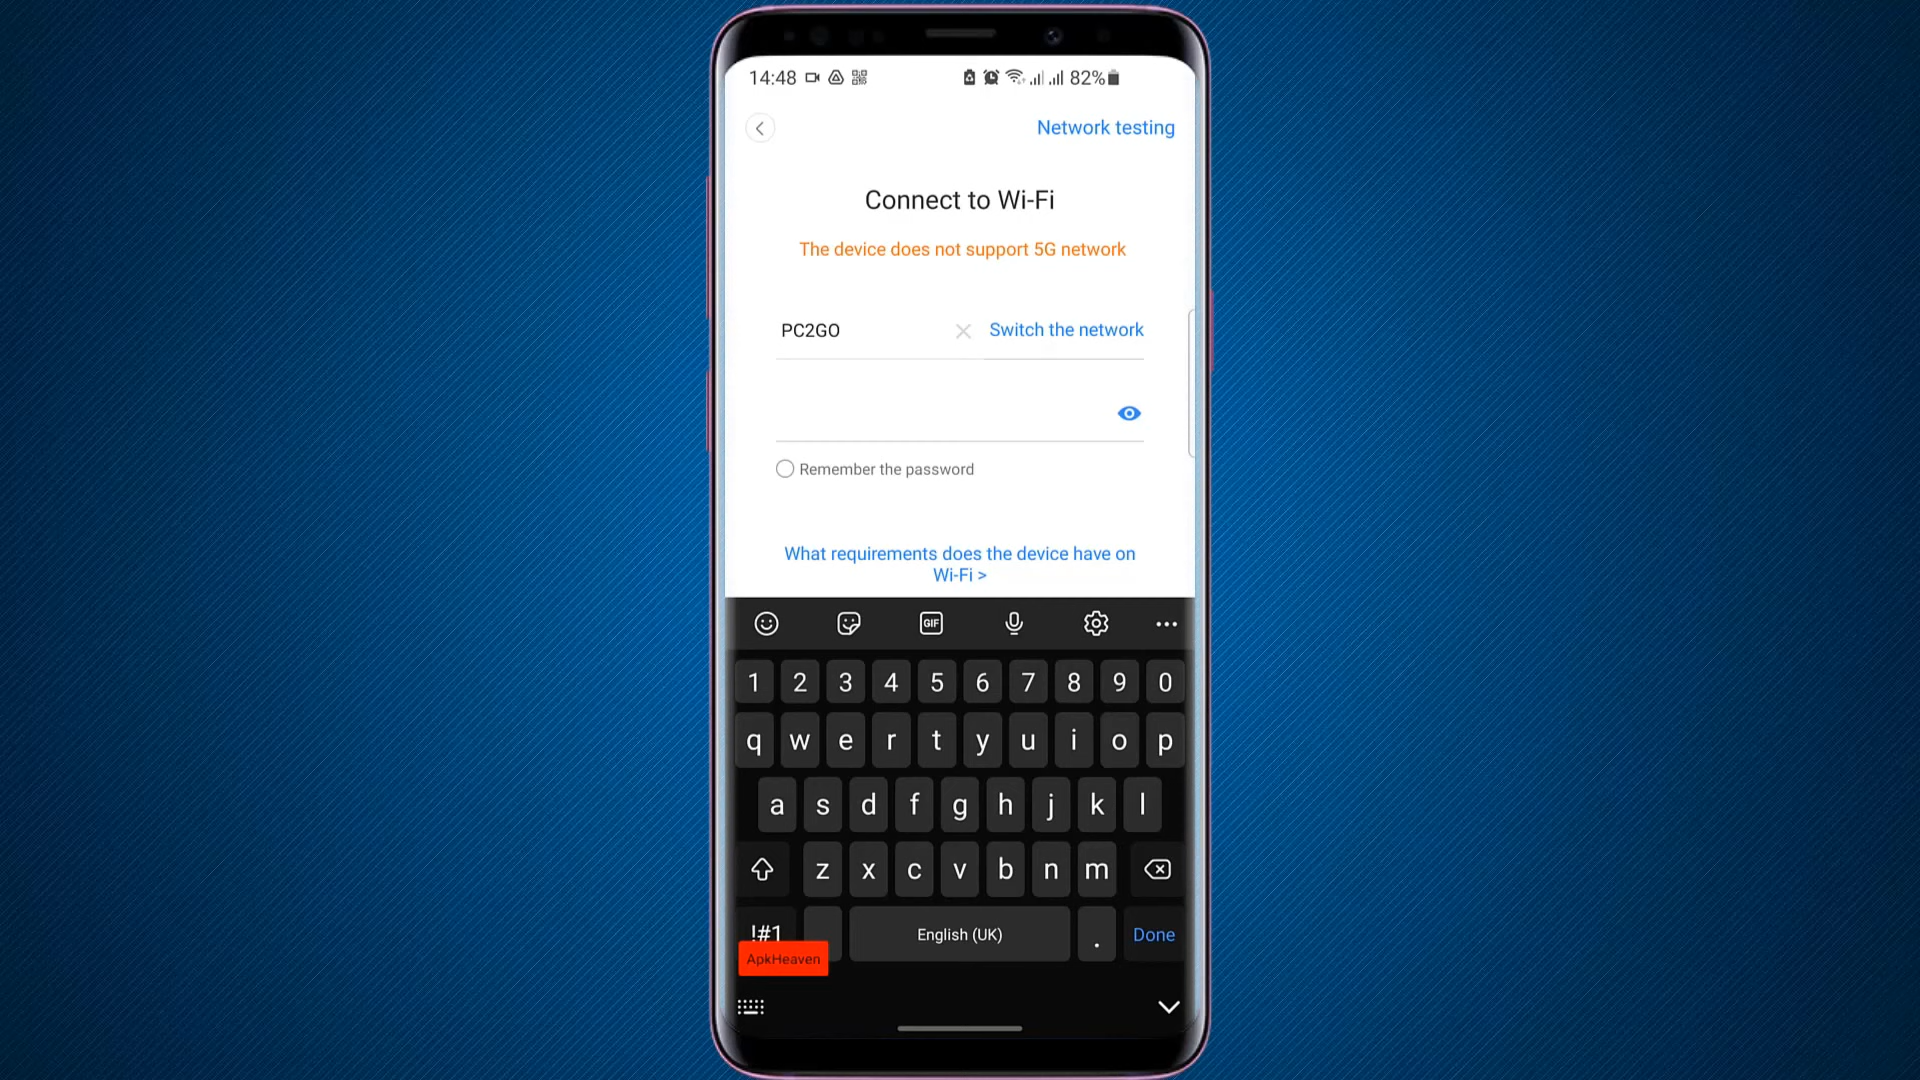 14:48 82%
Network testing
Connect to Wi-Fi
The device does not support 5G network
PC2GO Switch the network
Remember the password
What requirements does the device have on
Wi-Fi >
GIF
1 2 3 4 5 6 7 8 9 0
q w e r t y u i o p
a s d f g h j k l
z x c v b n m
!#1 English (UK) . Done
ApkHeaven